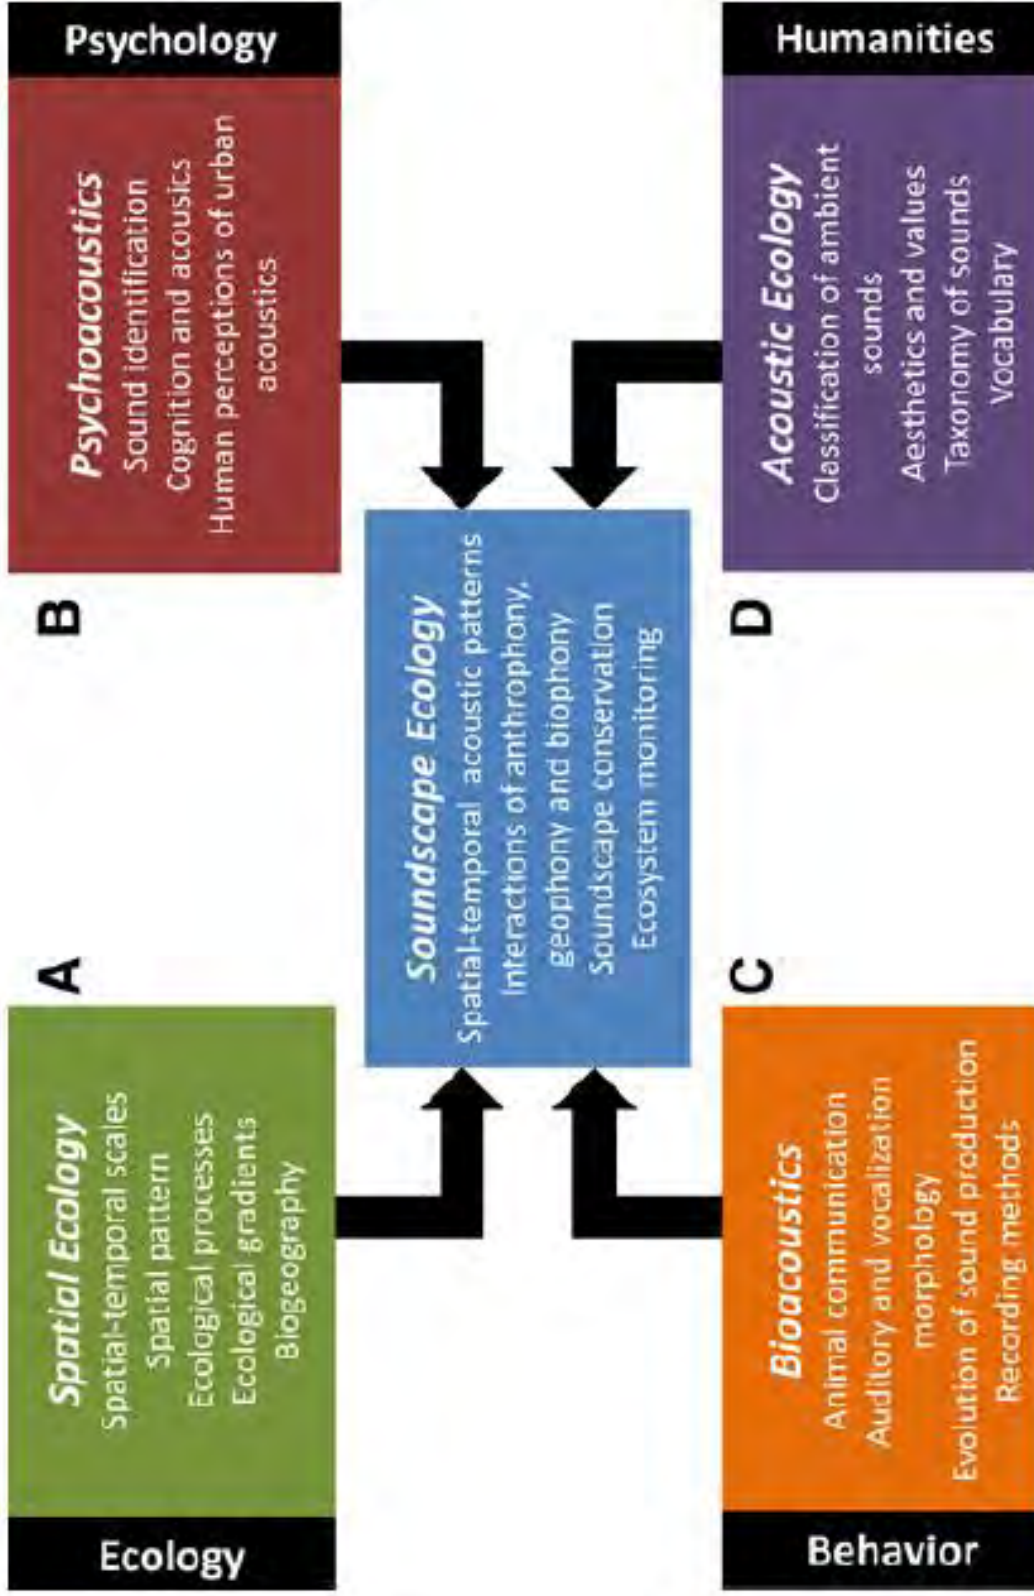 Ecology
Spatial Ecology
Spatial-temporal scales
Spatial pattern
Ecological processes
Ecological gradients
Biogeography
A
B
Psychoacoustics
Sound identification
Cognition and acousics
Human perceptions of urban
acoustics
Psychology
Soundscape Ecology
Spatial-temporal acoustic patterns
Interactions of anthrophony,
geophony and biophony
Soundscape conservation
Ecosystem monitoring
Behavior
Bioacoustics
Animal communication
Auditory and vocalization
morphology
Evolution of sound production
Recording methods
C
D
Acoustic Ecology
Classification of ambient
sounds
Aesthetics and values
Taxonomy of sounds
Vocabulary
Humanities